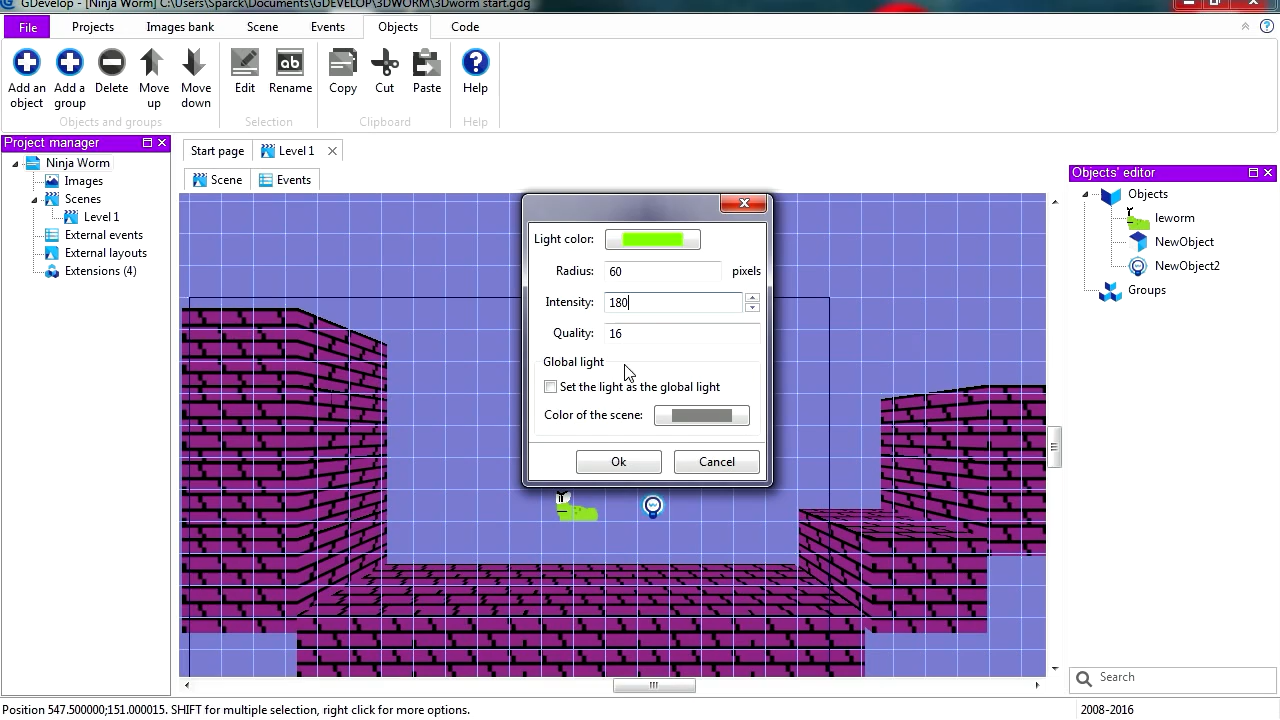 GDevelop - [Ninja Worm] C:\Users\Sparck\Documents\GDEVELOP\3DWORM\3Dworm start.gdg
File Projects Images bank Scene Events Objects Code
Add an object
Add a group
Delete
Move up
Move down
Edit
Rename
Copy
Cut
Paste
Help
Objects and groups
Selection
Clipboard
Help
Project manager
Ninja Worm
Images
Scenes
Level 1
External events
External layouts
Extensions (4)
Start page
Level 1
Scene
Events
Light color:
Radius: 60 pixels
Intensity: 180
Quality: 16
Global light
Set the light as the global light
Color of the scene:
Ok
Cancel
Objects' editor
Objects
leworm
NewObject
NewObject2
Groups
Search
Position 547.500000;151.000015. SHIFT for multiple selection, right click for more options.
2008-2016